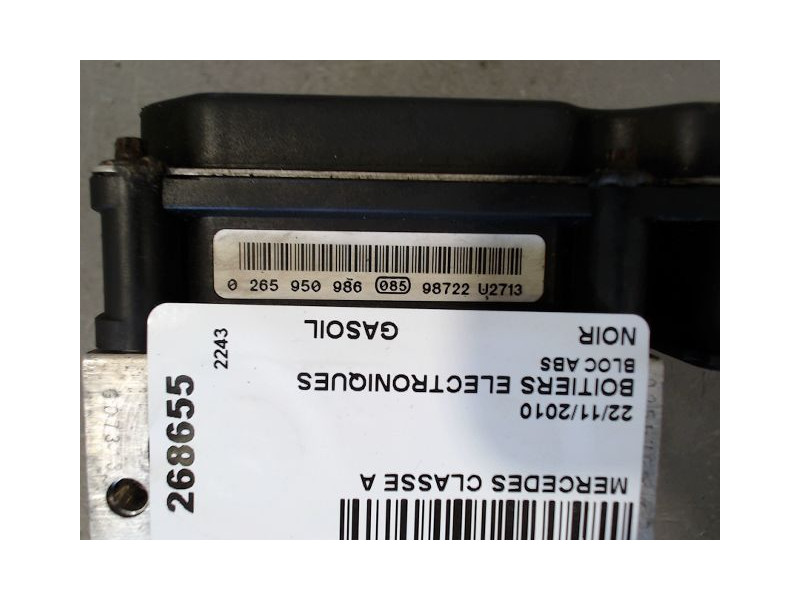 0 265 950 986 085 98722 U2713
MERCEDES CLASSE A
22/11/2010
BOITIERS ELECTRONIQUES
BLOC ABS
NOIR GASOIL
268655
2243